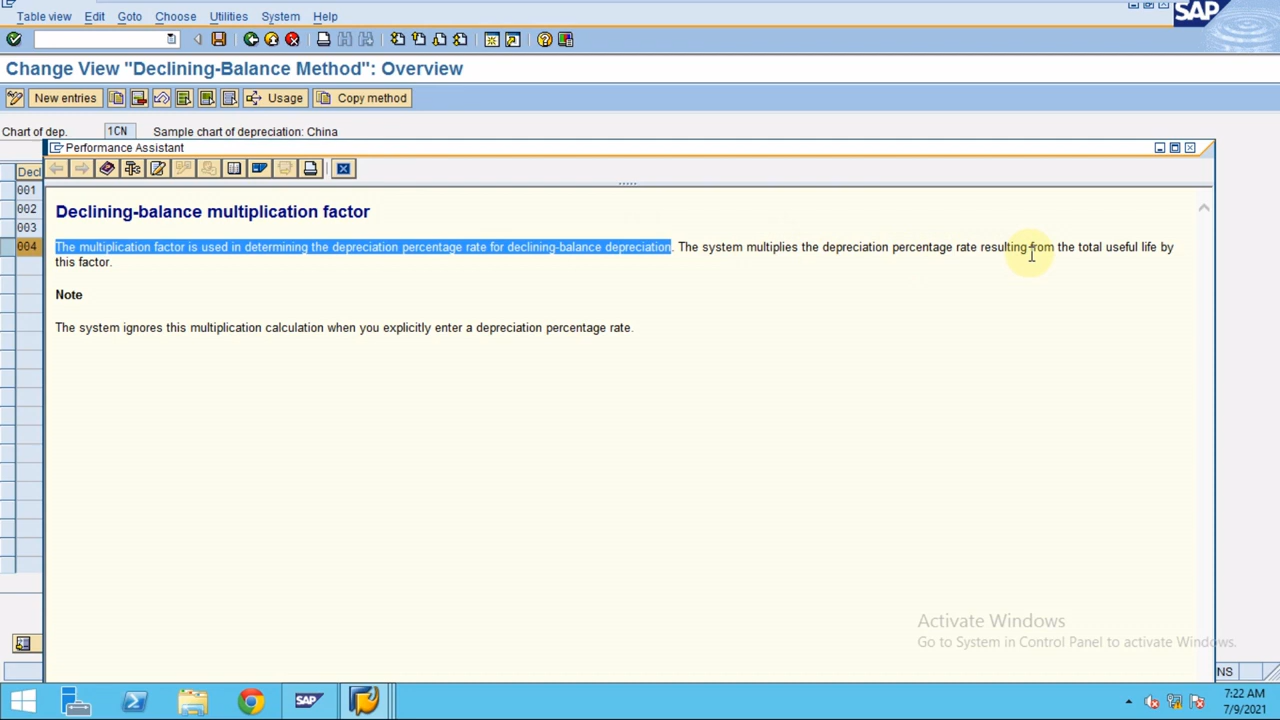 Table view Edit Goto Choose Utilities System Help
SAP
Change View "Declining-Balance Method": Overview
New entries Usage Copy method
Chart of dep. 1CN Sample chart of depreciation: China
Performance Assistant
Decl
001
002
003
004
Declining-balance multiplication factor
The multiplication factor is used in determining the depreciation percentage rate for declining-balance depreciation. The system multiplies the depreciation percentage rate resulting from the total useful life by
this factor.
Note
The system ignores this multiplication calculation when you explicitly enter a depreciation percentage rate.
Activate Windows
Go to System in Control Panel to activate Windows.
NS
SAP
7:22 AM
7/9/2021